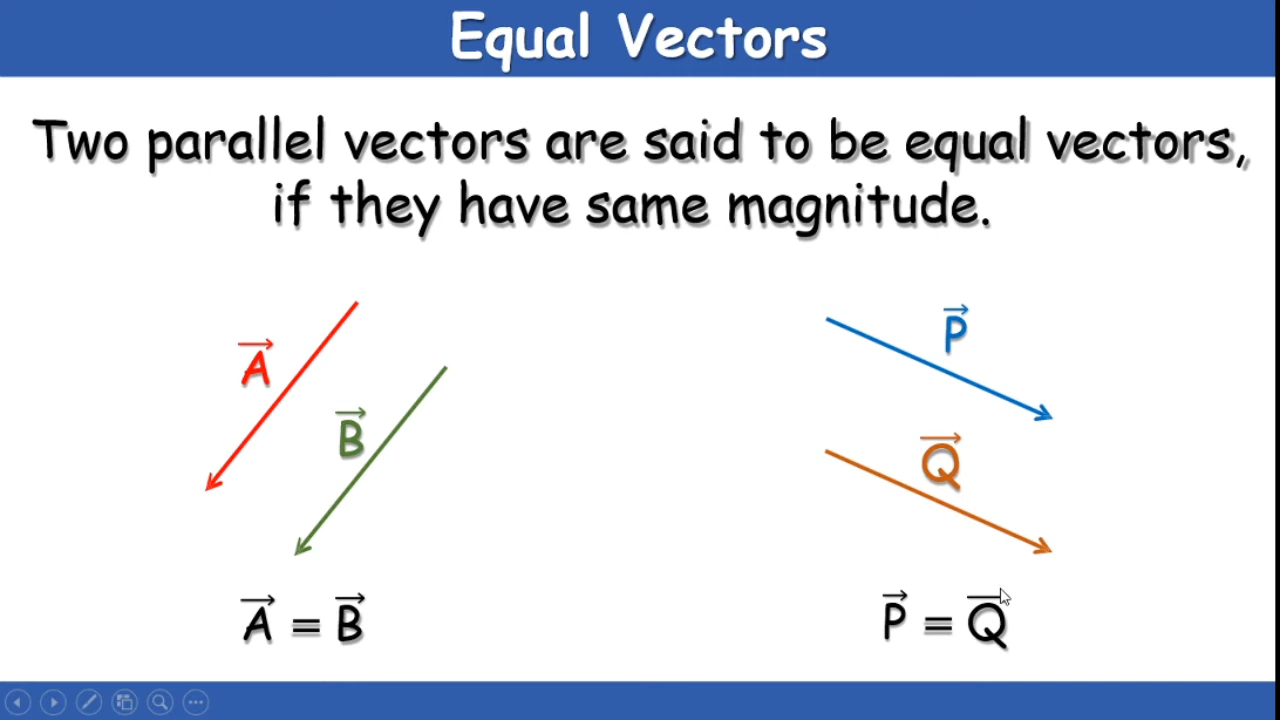 Equal Vectors
Two parallel vectors are said to be equal vectors,
if they have same magnitude.
A⃗
B⃗
P⃗
Q⃗
A⃗ = B⃗
P⃗ = Q⃗